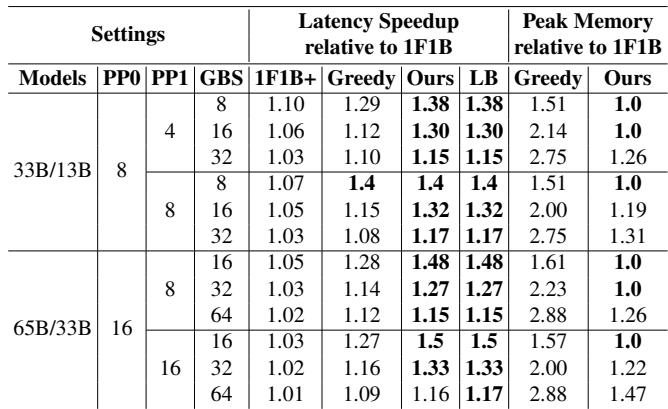 Settings Latency Speedup relative to 1F1B Peak Memory relative to 1F1B
Models PP0 PP1 GBS 1F1B+ Greedy Ours LB Greedy Ours
33B/13B 8 4 8 1.10 1.29 1.38 1.38 1.51 1.0
16 1.06 1.12 1.30 1.30 2.14 1.0
32 1.03 1.10 1.15 1.15 2.75 1.26
8 8 1.07 1.4 1.4 1.4 1.51 1.0
16 1.05 1.15 1.32 1.32 2.00 1.19
32 1.03 1.08 1.17 1.17 2.75 1.31
65B/33B 16 8 16 1.05 1.28 1.48 1.48 1.61 1.0
32 1.03 1.14 1.27 1.27 2.23 1.0
64 1.02 1.12 1.15 1.15 2.88 1.26
16 16 1.03 1.27 1.5 1.5 1.57 1.0
32 1.02 1.16 1.33 1.33 2.00 1.22
64 1.01 1.09 1.16 1.17 2.88 1.47